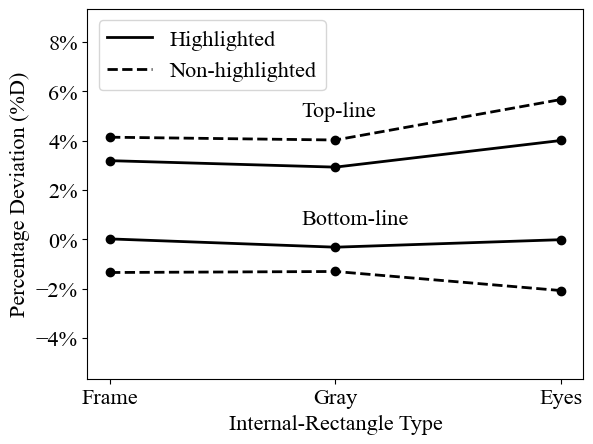 Highlighted
Non-highlighted
Top-line
Bottom-line
8%
6%
4%
2%
0%
−2%
−4%
Percentage Deviation (%D)
Frame Gray Eyes
Internal-Rectangle Type